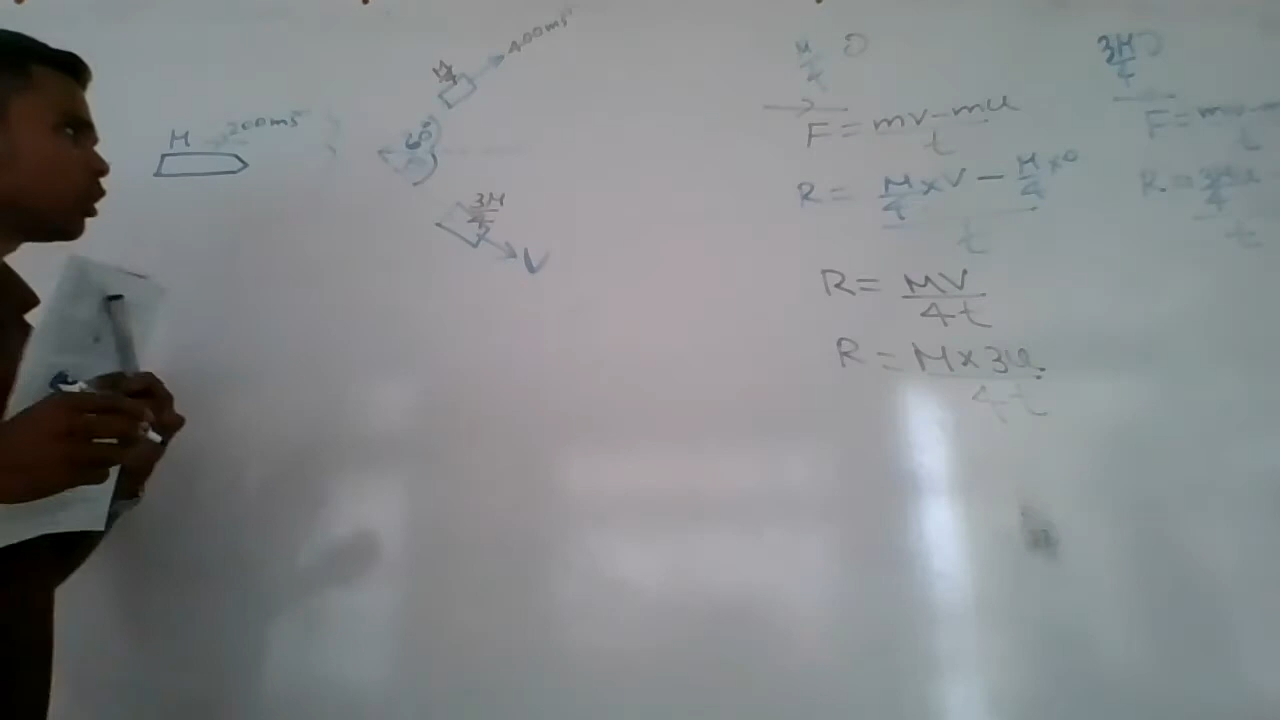 M
200ms
M/4
400ms⁻¹
60°
3M/4
V
M/4
F = mv-mu/t
R = M/4 ×V - M/4 ×0 / t
R = MV/4t
R = M×3u/4t
3M/4
F = mv-
R =
t